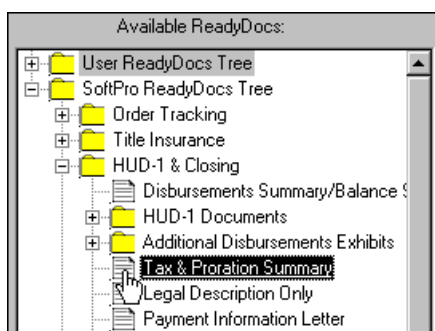 Available ReadyDocs:
User ReadyDocs Tree
SoftPro ReadyDocs Tree
Order Tracking
Title Insurance
HUD-1 & Closing
Disbursements Summary/Balance
HUD-1 Documents
Additional Disbursements Exhibits
Tax & Proration Summary
Legal Description Only
Payment Information Letter